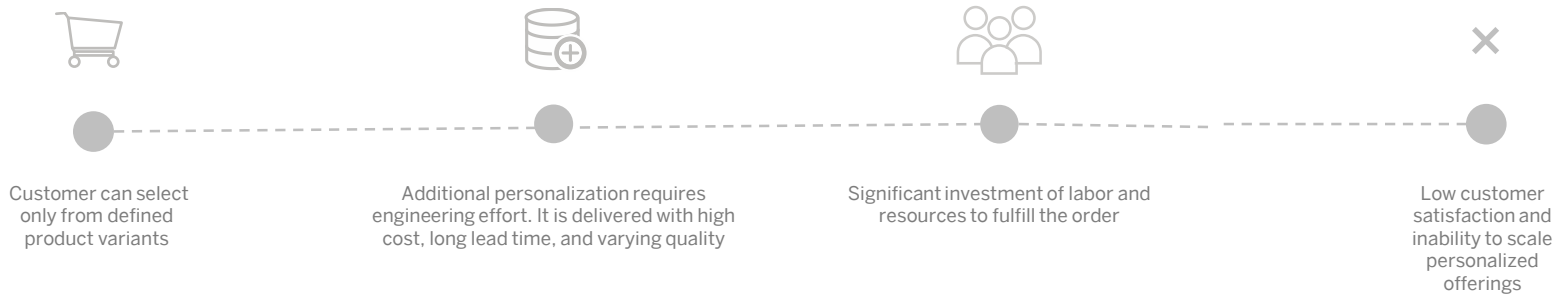 Customer can select
only from defined
product variants
Additional personalization requires
engineering effort. It is delivered with high
cost, long lead time, and varying quality
Significant investment of labor and
resources to fulfill the order
Low customer
satisfaction and
inability to scale
personalized
offerings